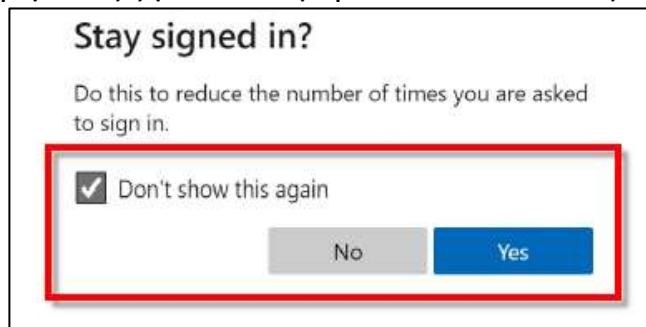 Stay signed in?
Do this to reduce the number of times you are asked
to sign in.
Don't show this again
No Yes